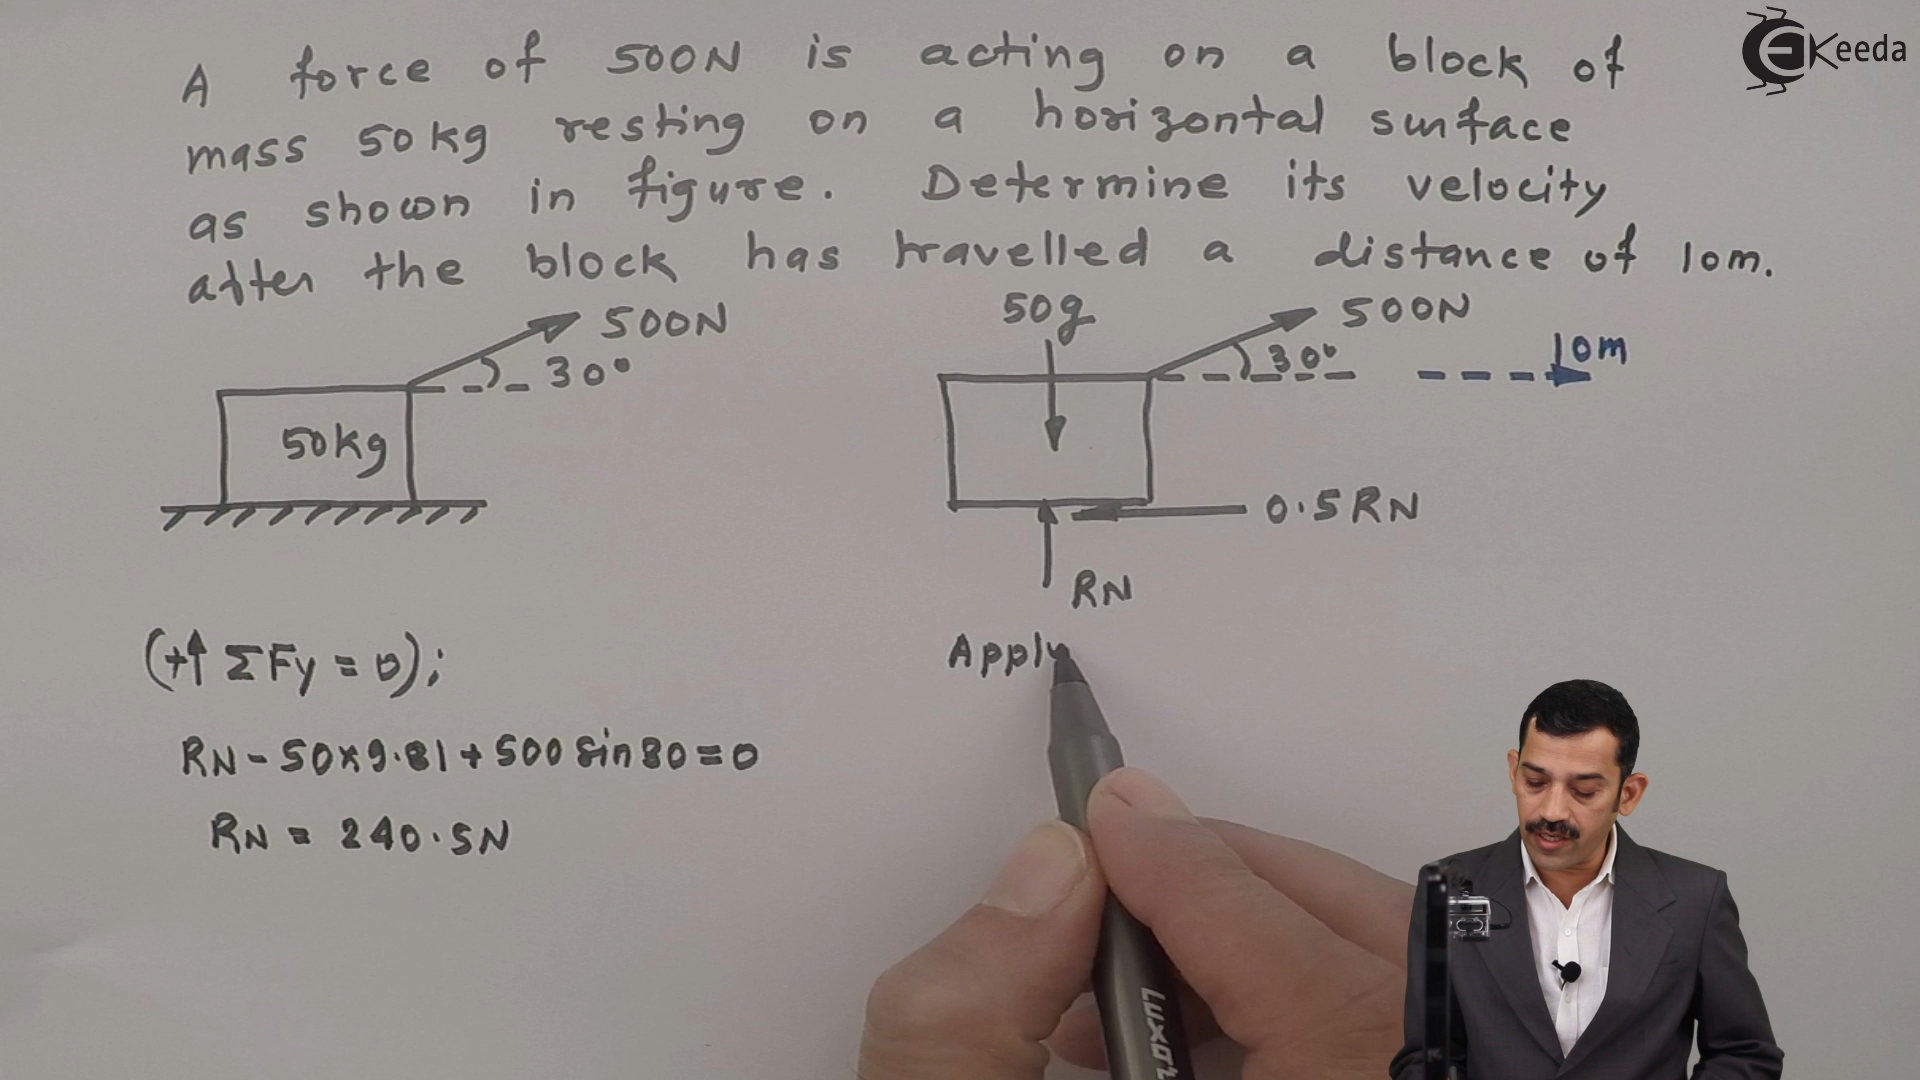 A force of 500N is acting on a block of
mass 50kg resting on a horizontal surface
as shown in figure. Determine its velocity
after the block has travelled a distance of 10m.
EKeeda
500N
30°
50kg
50g
500N
30°
10m
0.5RN
RN
(+↑ ΣFy = 0);
RN - 50×9.81 + 500 sin30 = 0
RN = 240.5N
Apply
Luxor